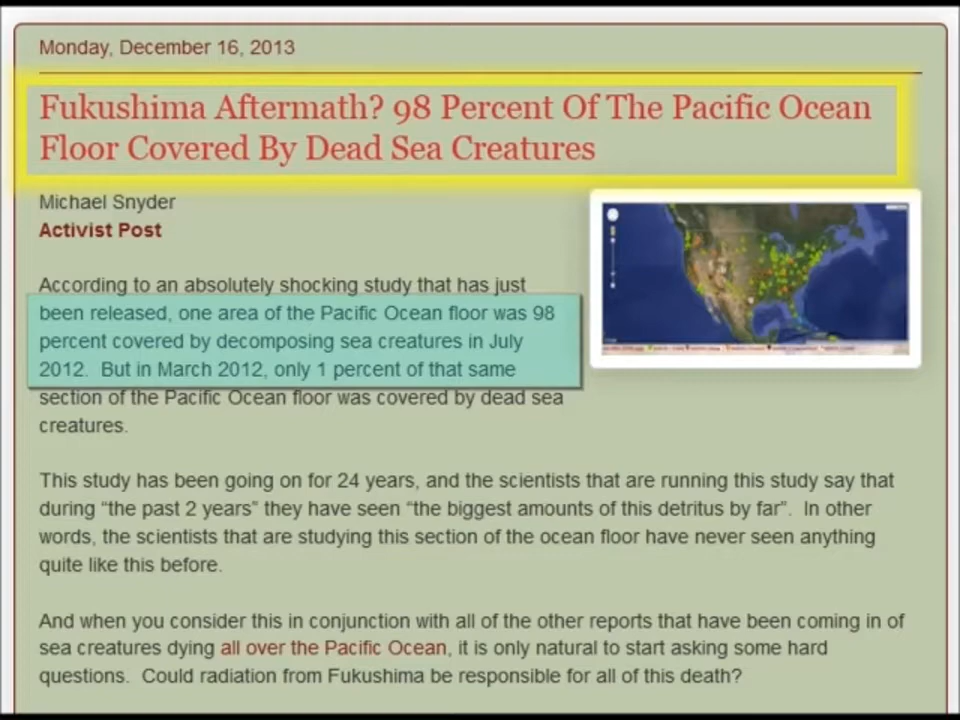 Monday, December 16, 2013
Fukushima Aftermath? 98 Percent Of The Pacific Ocean
Floor Covered By Dead Sea Creatures
Michael Snyder
Activist Post
According to an absolutely shocking study that has just
been released, one area of the Pacific Ocean floor was 98
percent covered by decomposing sea creatures in July
2012.  But in March 2012, only 1 percent of that same
section of the Pacific Ocean floor was covered by dead sea
creatures.
This study has been going on for 24 years, and the scientists that are running this study say that
during “the past 2 years” they have seen “the biggest amounts of this detritus by far”.  In other
words, the scientists that are studying this section of the ocean floor have never seen anything
quite like this before.
And when you consider this in conjunction with all of the other reports that have been coming in of
sea creatures dying all over the Pacific Ocean, it is only natural to start asking some hard
questions.  Could radiation from Fukushima be responsible for all of this death?